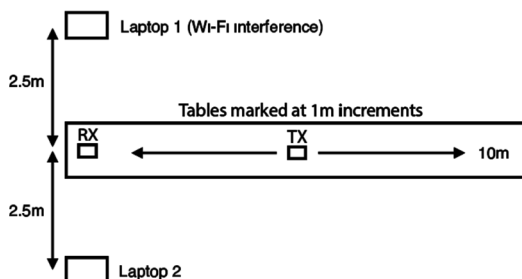 Laptop 1 (Wi-Fi interference)
2.5m
Tables marked at 1m increments
RX
TX
10m
2.5m
Laptop 2